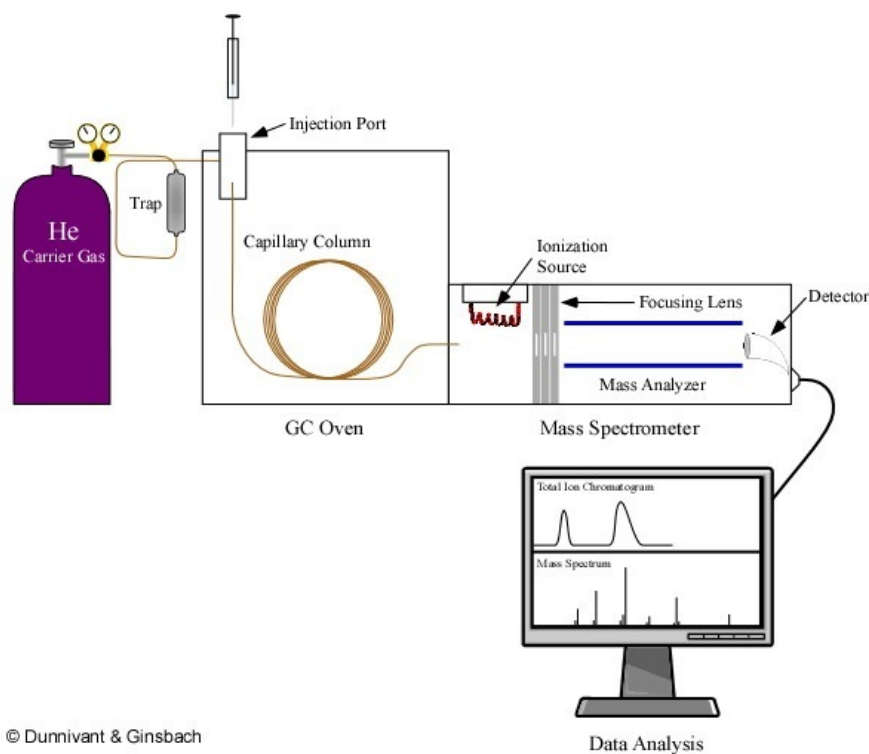 Injection Port
Trap
He
Carrier Gas
Capillary Column
Ionization
Source
Focusing Lens
Detector
Mass Analyzer
GC Oven
Mass Spectrometer
Total Ion Chromatogram
Mass Spectrum
© Dunnivant & Ginsbach
Data Analysis